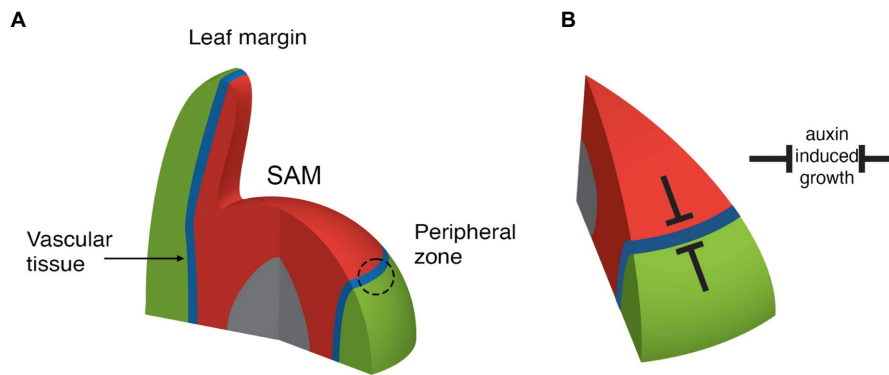 A
Leaf margin
SAM
Vascular
tissue
Peripheral
zone
B
auxin
induced
growth